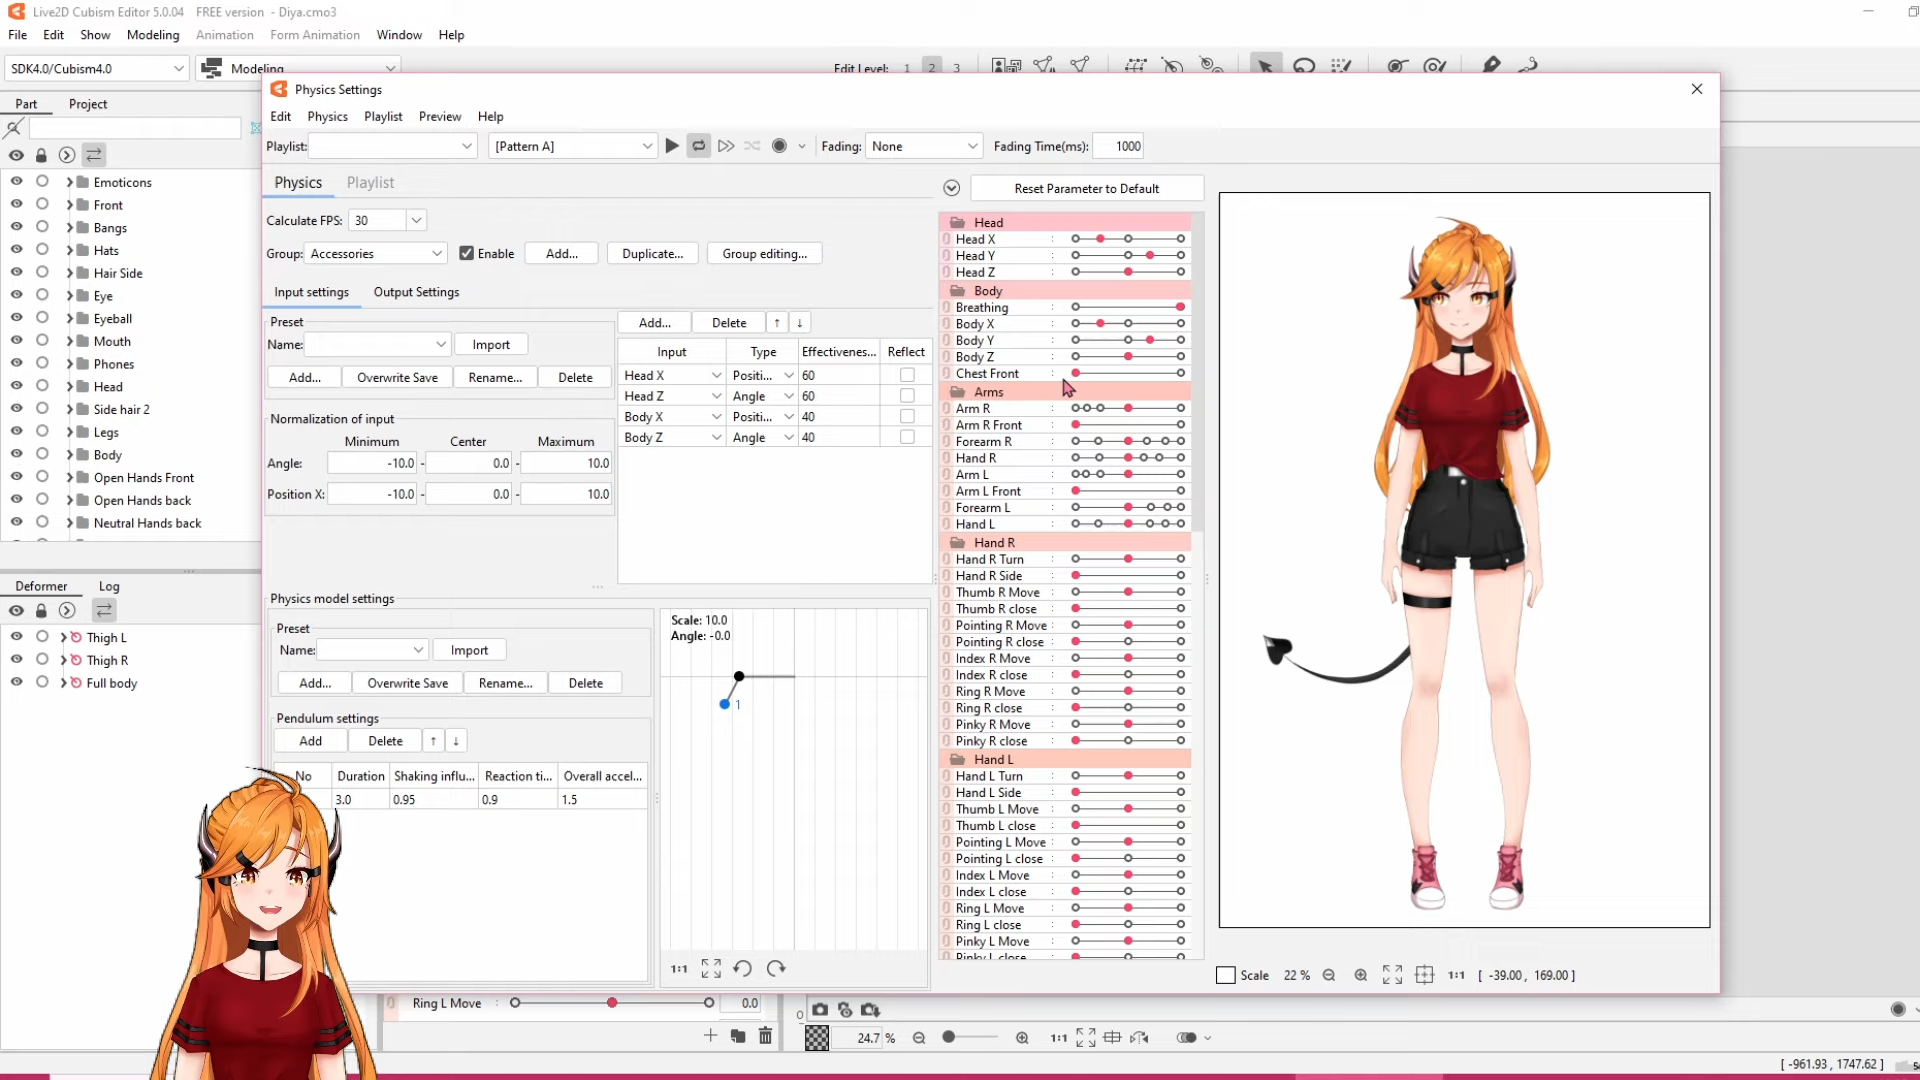 Live2D Cubism Editor 5.0.04 FREE version - Diya.cmo3
File Edit Show Modeling Animation Form Animation Window Help
SDK4.0/Cubism4.0 Modeling Edit Level: 1 2 3
Part Project
Emoticons
Front
Bangs
Hats
Hair Side
Eye
Eyeball
Mouth
Phones
Head
Side hair 2
Legs
Body
Open Hands Front
Open Hands back
Neutral Hands back
Deformer Log
Thigh L
Thigh R
Full body
Physics Settings
Edit Physics Playlist Preview Help
Playlist: [Pattern A] Fading: None Fading Time(ms): 1000
Physics Playlist
Calculate FPS: 30
Group: Accessories Enable Add... Duplicate... Group editing...
Input settings Output Settings
Preset
Name: Import
Add... Overwrite Save Rename... Delete
Normalization of input
Minimum Center Maximum
Angle: -10.0 - 0.0 - 10.0
Position X: -10.0 - 0.0 - 10.0
Add... Delete ↑ ↓
Input Type Effectivenes... Reflect
Head X Positi... 60
Head Z Angle 60
Body X Positi... 40
Body Z Angle 40
Physics model settings
Preset
Name: Import
Add... Overwrite Save Rename... Delete
Pendulum settings
Add Delete ↑ ↓
No Duration Shaking influ... Reaction ti... Overall accel...
3.0 0.95 0.9 1.5
Scale: 10.0
Angle: -0.0
1
1:1
Reset Parameter to Default
Head
Head X :
Head Y :
Head Z :
Body
Breathing :
Body X :
Body Y :
Body Z :
Chest Front :
Arms
Arm R :
Arm R Front :
Forearm R :
Hand R :
Arm L :
Arm L Front :
Forearm L :
Hand L :
Hand R
Hand R Turn :
Hand R Side :
Thumb R Move :
Thumb R close :
Pointing R Move :
Pointing R close :
Index R Move :
Index R close :
Ring R Move :
Ring R close :
Pinky R Move :
Pinky R close :
Hand L
Hand L Turn :
Hand L Side :
Thumb L Move :
Thumb L close :
Pointing L Move :
Pointing L close :
Index L Move :
Index L close :
Ring L Move :
Ring L close :
Pinky L Move :
Pinky L close :
Scale 22 % 1:1 [ -39.00 , 169.00 ]
Ring L Move : 0.0
0
24.7 % 1:1
[ -961.93 , 1747.62 ]